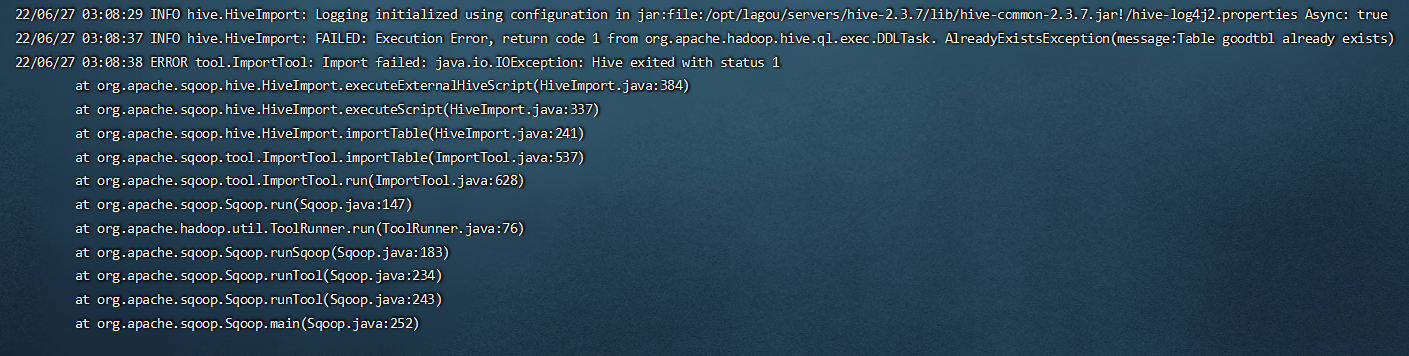 22/06/27 03:08:29 INFO hive.HiveImport: Logging initialized using configuration in jar:file:/opt/lagou/servers/hive-2.3.7/lib/hive-common-2.3.7.jar!/hive-log4j2.properties Async: true
22/06/27 03:08:37 INFO hive.HiveImport: FAILED: Execution Error, return code 1 from org.apache.hadoop.hive.ql.exec.DDLTask. AlreadyExistsException(message:Table goodtbl already exists)
22/06/27 03:08:38 ERROR tool.ImportTool: Import failed: java.io.IOException: Hive exited with status 1
at org.apache.sqoop.hive.HiveImport.executeExternalHiveScript(HiveImport.java:384)
at org.apache.sqoop.hive.HiveImport.executeScript(HiveImport.java:337)
at org.apache.sqoop.hive.HiveImport.importTable(HiveImport.java:241)
at org.apache.sqoop.tool.ImportTool.importTable(ImportTool.java:537)
at org.apache.sqoop.tool.ImportTool.run(ImportTool.java:628)
at org.apache.sqoop.Sqoop.run(Sqoop.java:147)
at org.apache.hadoop.util.ToolRunner.run(ToolRunner.java:76)
at org.apache.sqoop.Sqoop.runSqoop(Sqoop.java:183)
at org.apache.sqoop.Sqoop.runTool(Sqoop.java:234)
at org.apache.sqoop.Sqoop.runTool(Sqoop.java:243)
at org.apache.sqoop.Sqoop.main(Sqoop.java:252)